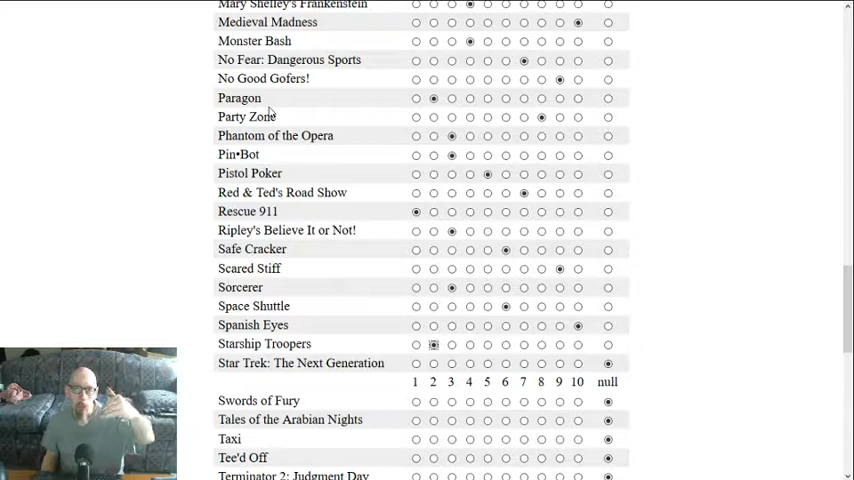 Mary Shelley's Frankenstein
Medieval Madness
Monster Bash
No Fear: Dangerous Sports
No Good Gofers!
Paragon
Party Zone
Phantom of the Opera
Pin•Bot
Pistol Poker
Red & Ted's Road Show
Rescue 911
Ripley's Believe It or Not!
Safe Cracker
Scared Stiff
Sorcerer
Space Shuttle
Spanish Eyes
Starship Troopers
Star Trek: The Next Generation
1 2 3 4 5 6 7 8 9 10 null
Swords of Fury
Tales of the Arabian Nights
Taxi
Tee'd Off
Terminator 2: Judgment Day